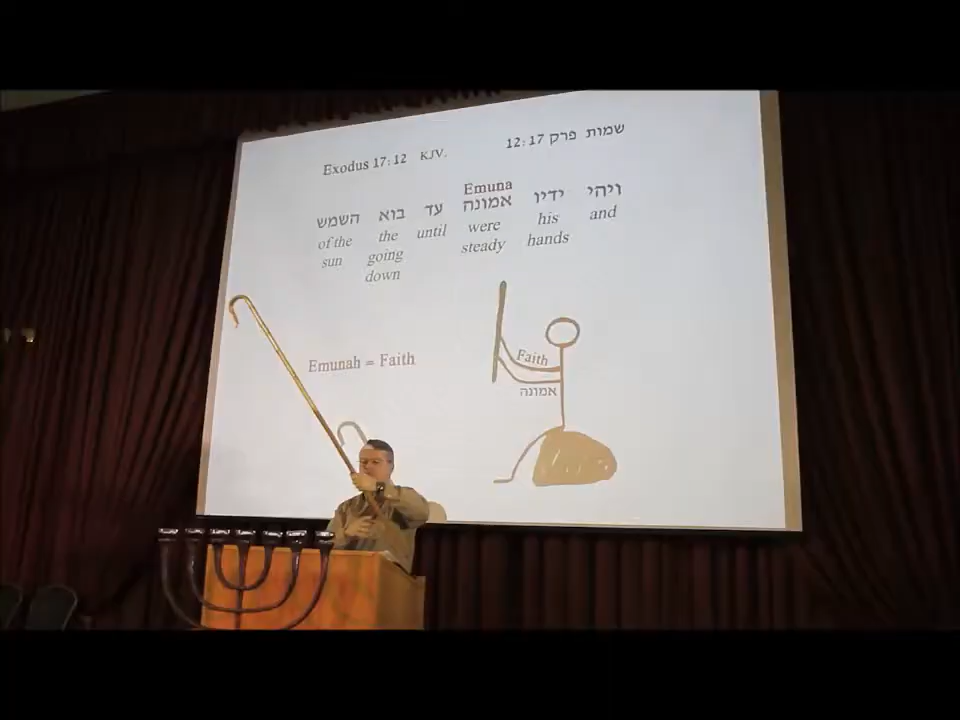 Exodus 17:12 KJV. שמות פרק 12:17
Emuna
ויהי ידיו אמונה עד בוא השמש
of the the until were his and
sun going steady hands
down
Emunah = Faith
Faith
אמונה